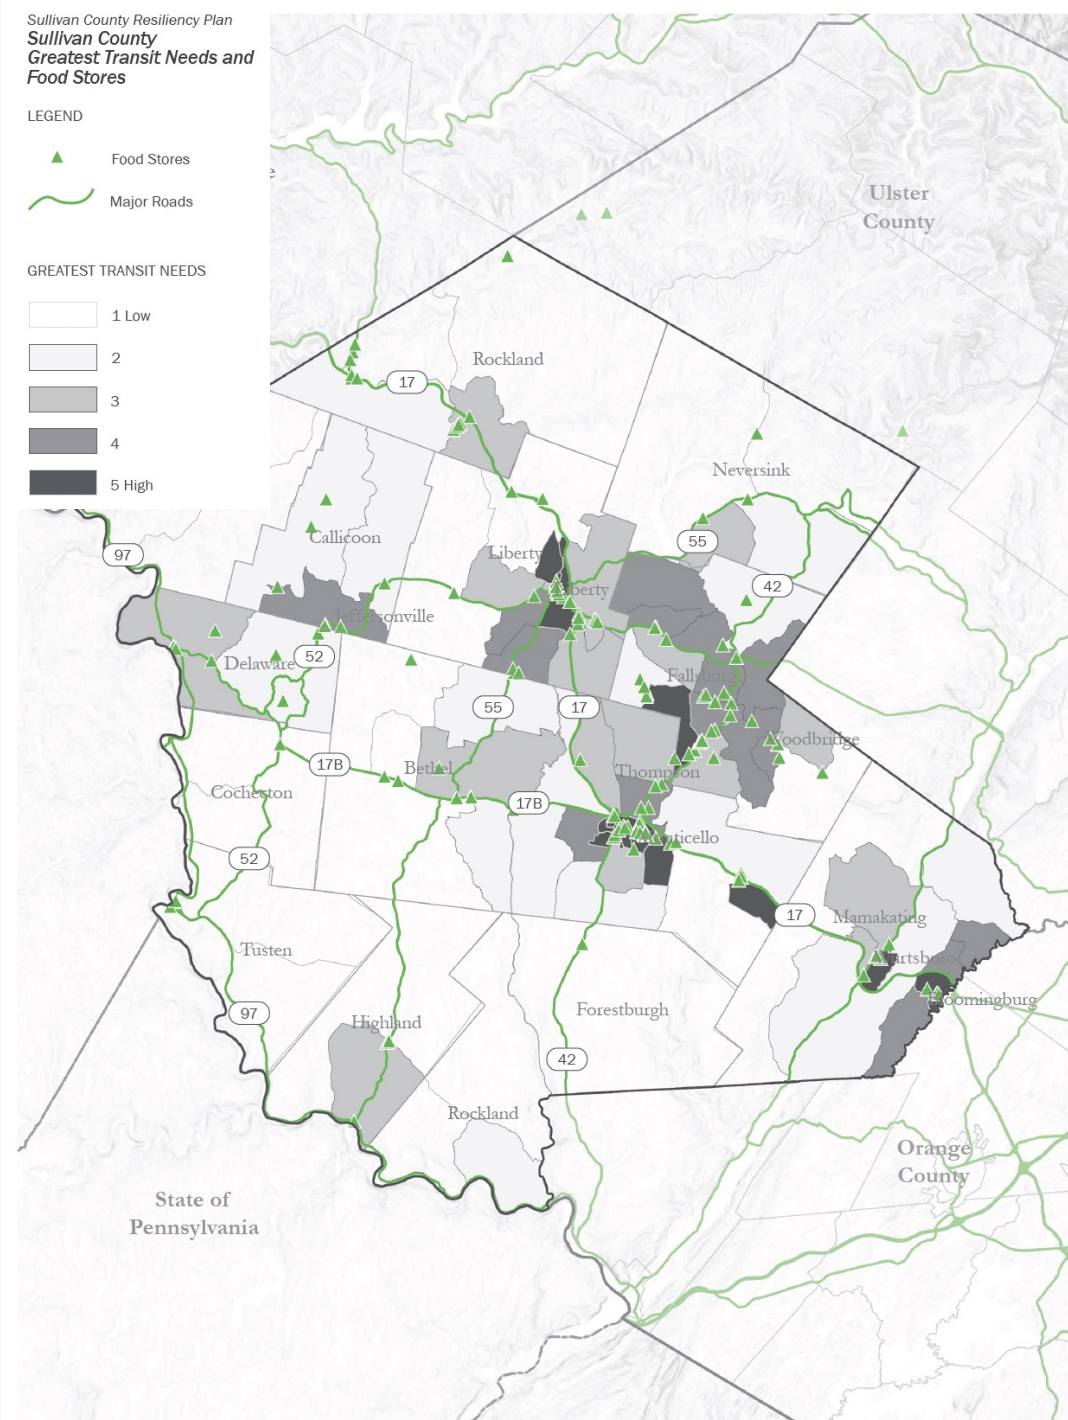 Sullivan County Resiliency Plan
Sullivan County
Greatest Transit Needs and
Food Stores
LEGEND
Food Stores
Major Roads
GREATEST TRANSIT NEEDS
1 Low
2
3
4
5 High
e
Ulster
County
Rockland
17
Neversink
97
Callicoon
Liberty
55
Liberty
42
Jeffersonville
Delaware
52
Fallsburg
55
17
Woodbridge
17B
Bethel
Thompson
Cochecton
17B
Monticello
52
17
Mamakating
Tusten
Wurtsboro
Bloomingburg
97
Highland
Forestburgh
42
Rockland
Orange
County
State of
Pennsylvania